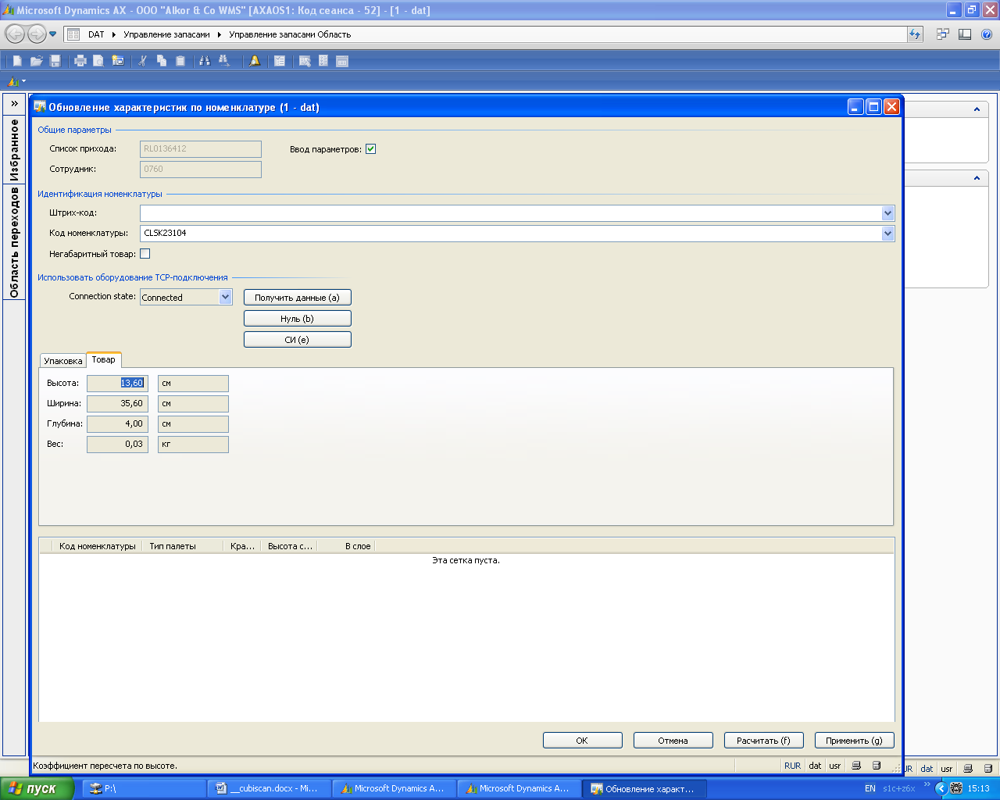 Microsoft Dynamics AX - ООО "Alkor & Co WMS" [AXAOS1: Код сеанса - 52] - [1 - dat]
DAT Управление запасами Управление запасами Область
»
Избранное
Область переходов
Обновление характеристик по номенклатуре (1 - dat)
Общие параметры
Список прихода: RL0136412 Ввод параметров:
Сотрудник: 0760
Идентификация номенклатуры
Штрих-код:
Код номенклатуры: CLSK23104
Негабаритный товар:
Использовать оборудование TCP-подключения
Connection state: Connected Получить данные (a)
Нуль (b)
СИ (e)
Упаковка Товар
Высота: 13,60 см
Ширина: 35,60 см
Глубина: 4,00 см
Вес: 0,03 кг
Код номенклатуры Тип палеты Кра... Высота с... В слое
Эта сетка пуста.
OK Отмена Расчитать (f) Применить (g)
Коэффициент пересчета по высоте. RUR dat usr
UR dat usr
пуск P:\ __cubiscan.docx - Mi... Microsoft Dynamics A... Microsoft Dynamics A... Обновление характ... EN s1c+z6x » 15:13